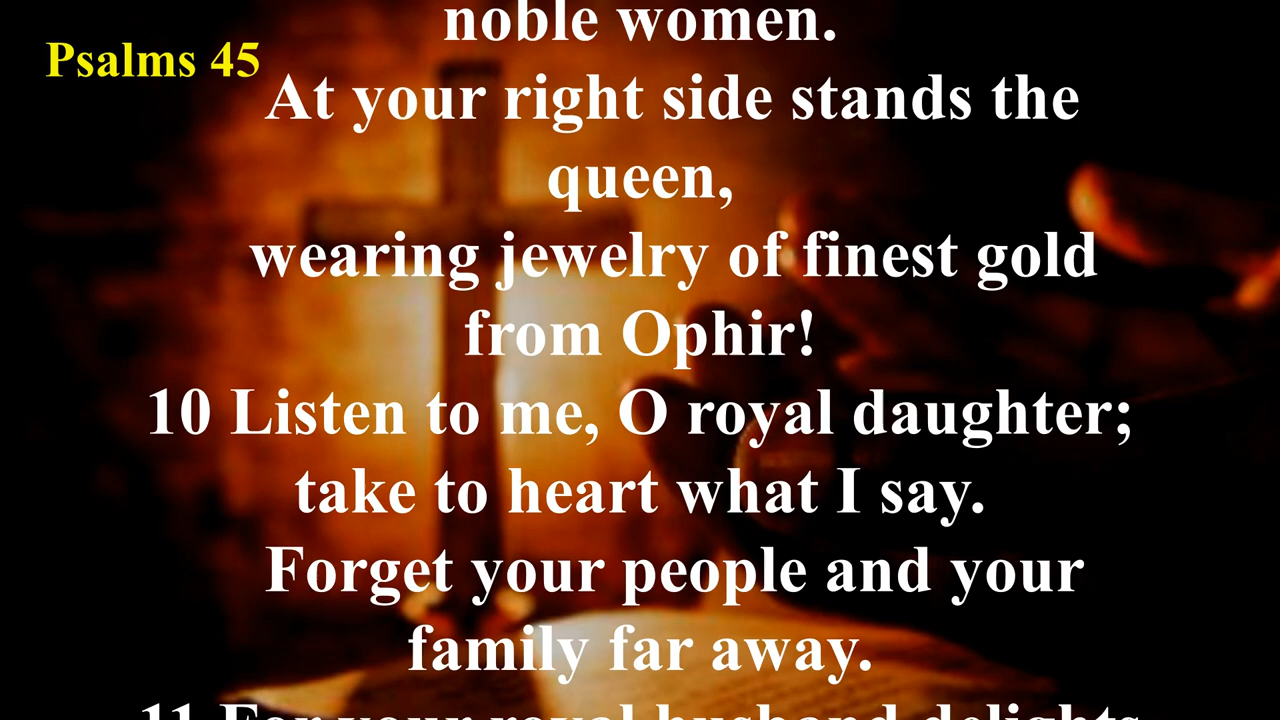 noble women.
Psalms 45
At your right side stands the
queen,
wearing jewelry of finest gold
from Ophir!
10 Listen to me, O royal daughter;
take to heart what I say.
Forget your people and your
family far away.
11 For your royal husband delights